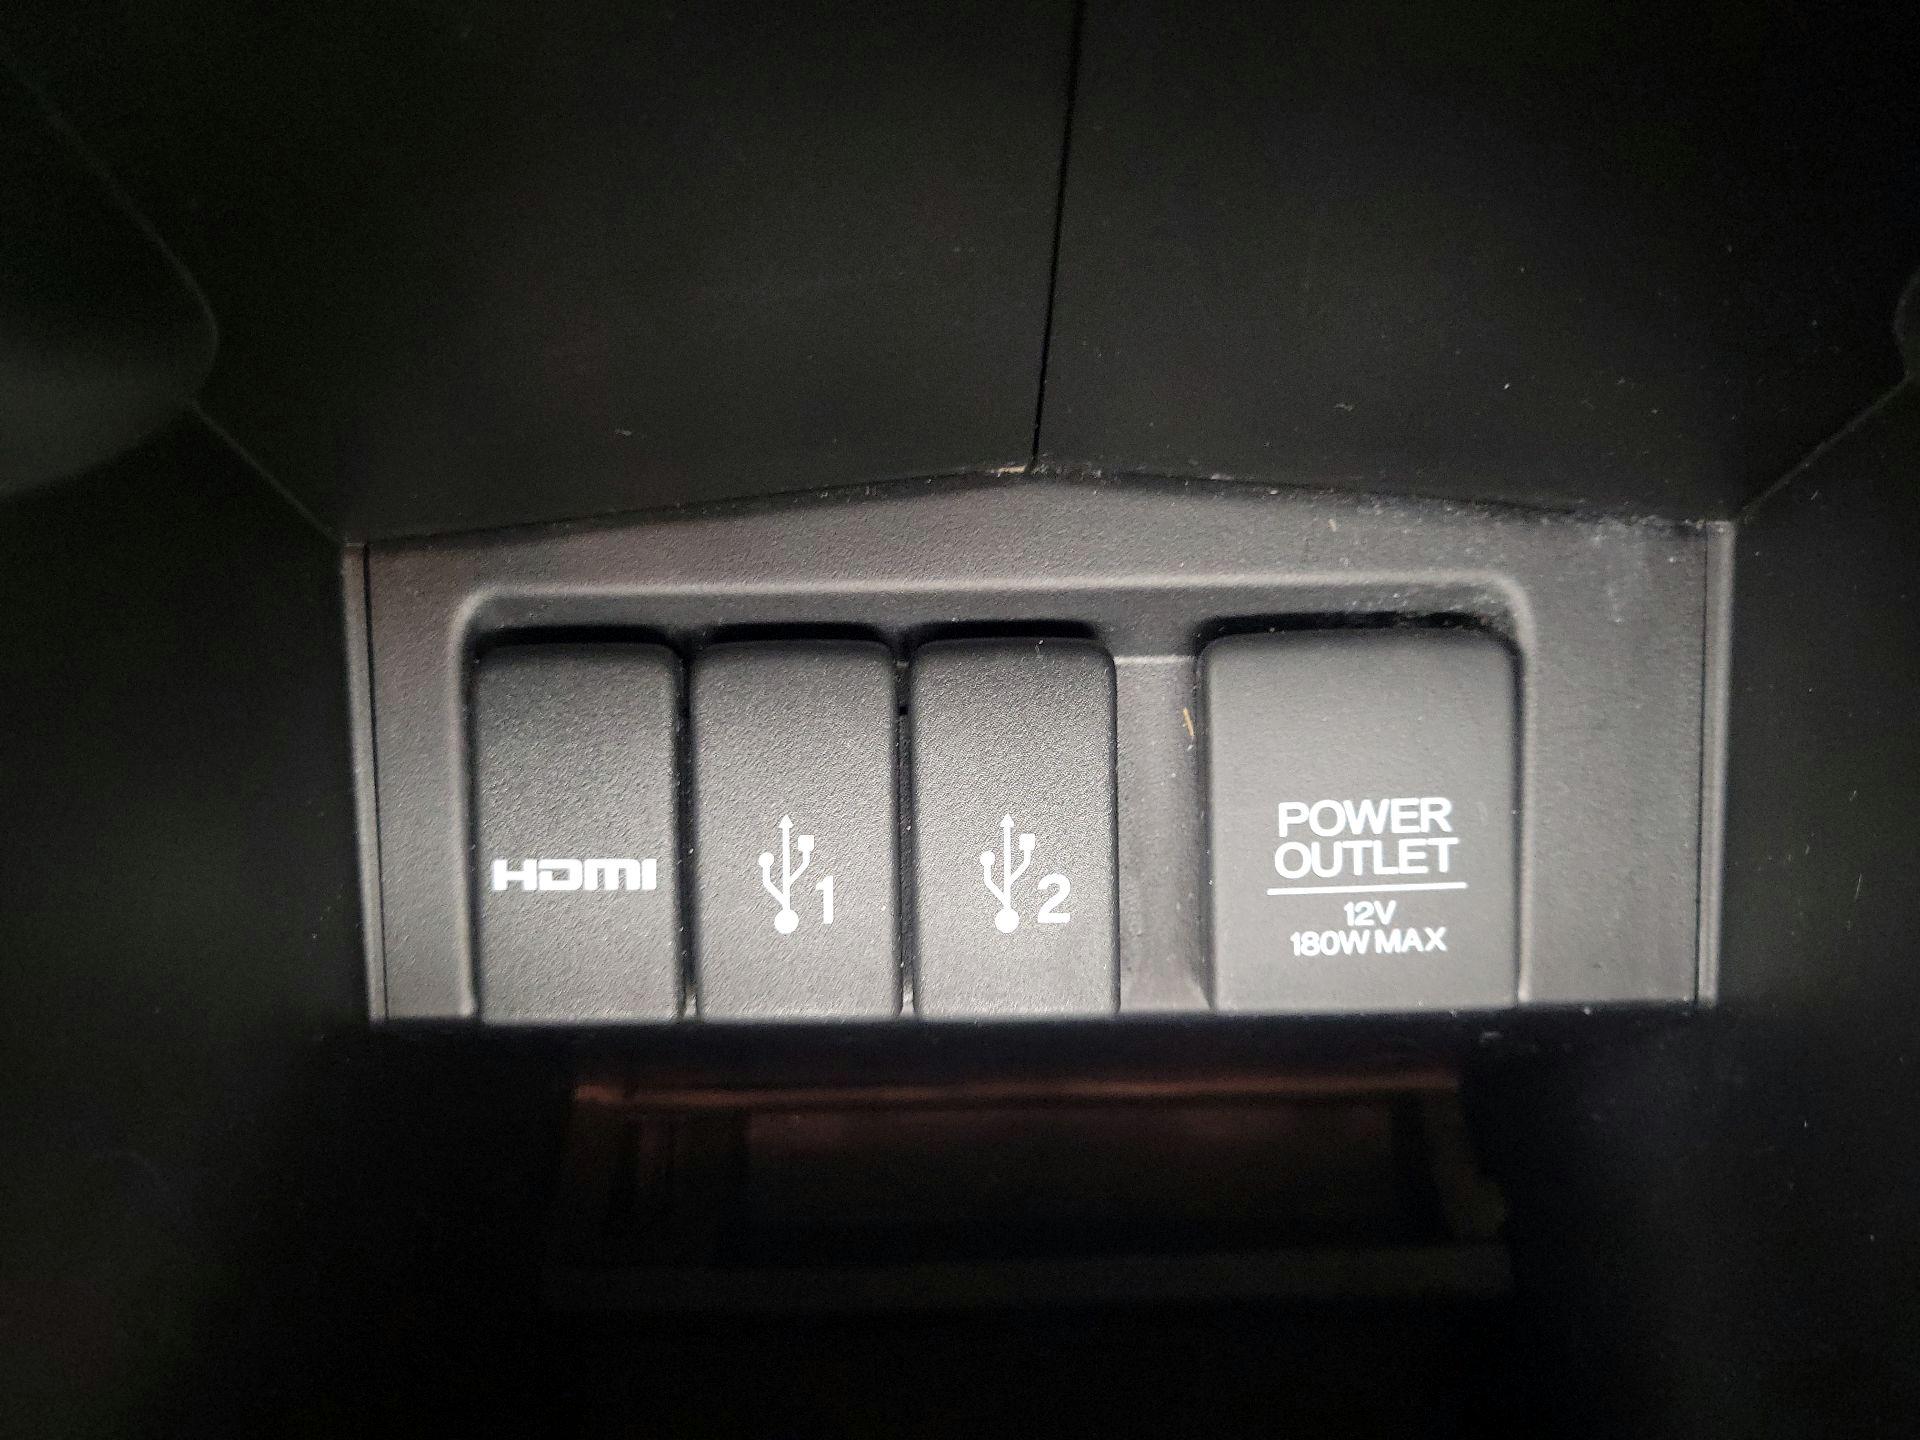 HDMI
1
2
POWER
OUTLET
12V
180W MAX